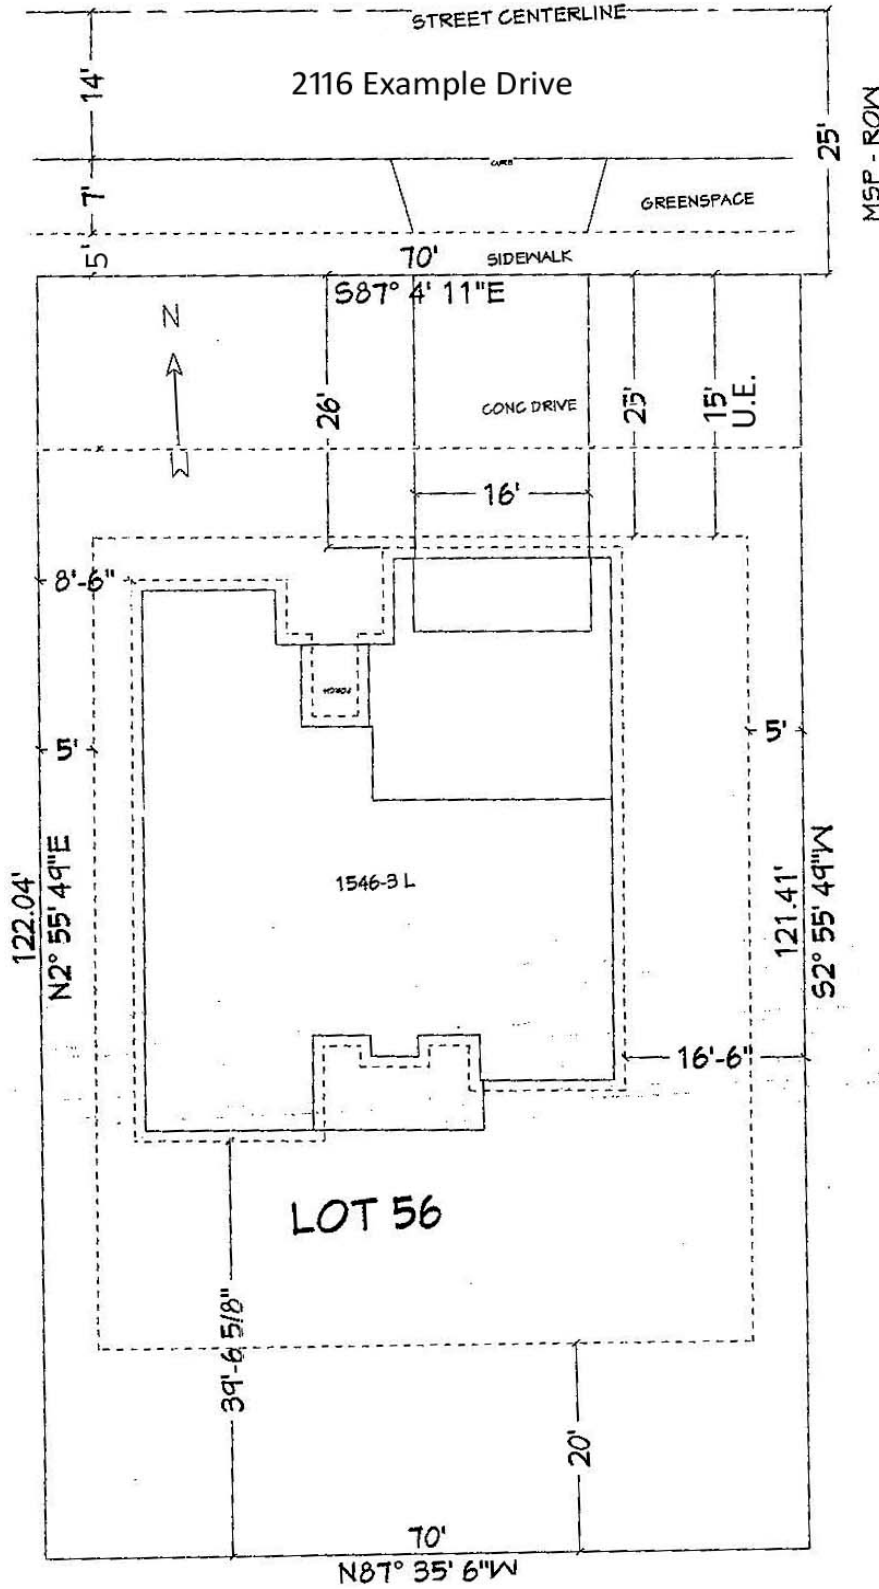 STREET CENTERLINE
2116 Example Drive
14'
25'
MSP - ROW
CURB
7'
GREENSPACE
5'
70'
SIDEWALK
S87° 4' 11"E
N
26'
CONC DRIVE
25'
15'
U.E.
16'
8'-6"
PORCH
5'
5'
1546-3 L
122.04'
N2° 55' 49"E
121.41'
S2° 55' 49"W
16'-6"
LOT 56
39'-6 5/8"
20'
70'
N87° 35' 6"W